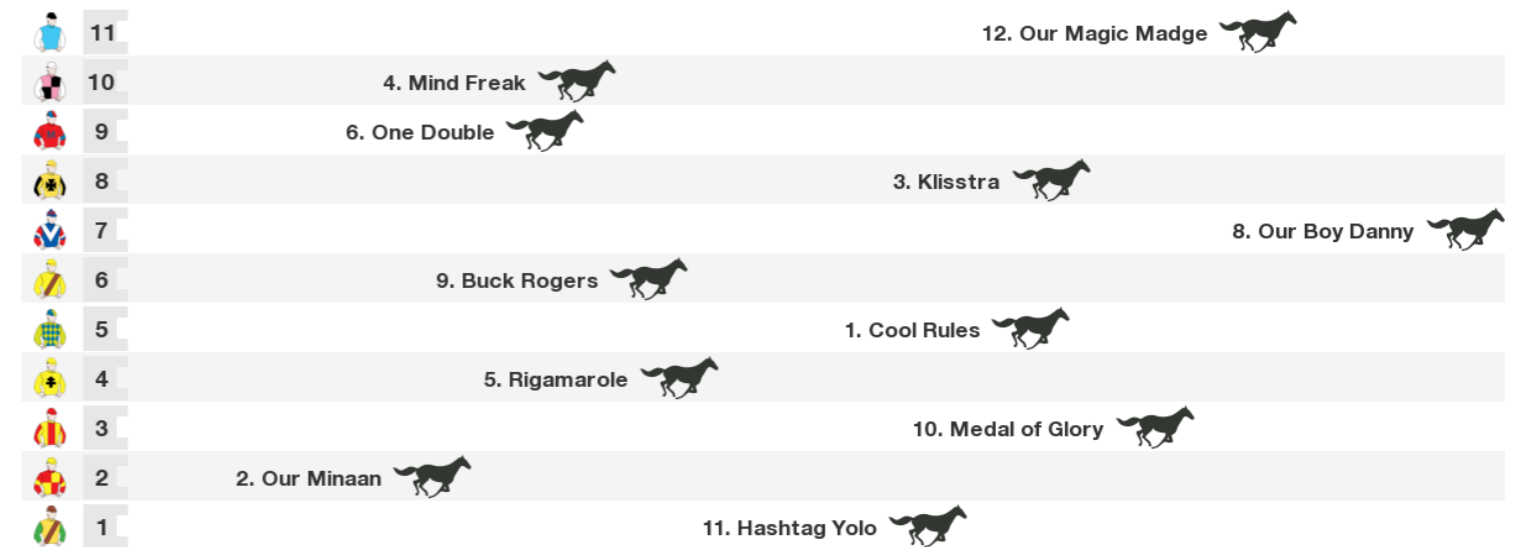 11 12. Our Magic Madge
10 4. Mind Freak
9 6. One Double
8 3. Klisstra
7 8. Our Boy Danny
6 9. Buck Rogers
5 1. Cool Rules
4 5. Rigamarole
3 10. Medal of Glory
2 2. Our Minaan
1 11. Hashtag Yolo